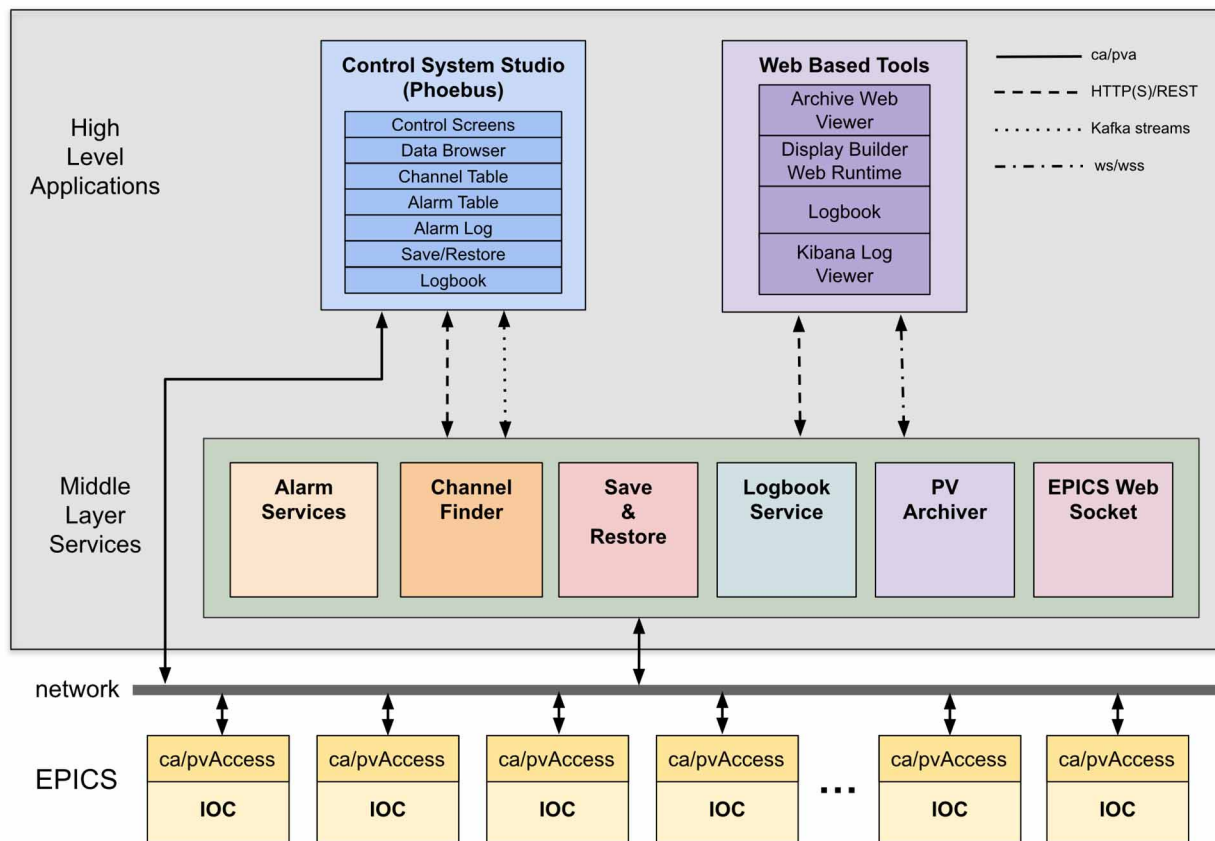 Control System Studio
(Phoebus)
Control Screens
Data Browser
Channel Table
Alarm Table
Alarm Log
Save/Restore
Logbook
Web Based Tools
Archive Web
Viewer
Display Builder
Web Runtime
Logbook
Kibana Log
Viewer
ca/pva
HTTP(S)/REST
Kafka streams
ws/wss
High
Level
Applications
Middle
Layer
Services
Alarm
Services
Channel
Finder
Save
&
Restore
Logbook
Service
PV
Archiver
EPICS Web
Socket
network
EPICS
ca/pvAccess
IOC
ca/pvAccess
IOC
ca/pvAccess
IOC
ca/pvAccess
IOC
...
ca/pvAccess
IOC
ca/pvAccess
IOC